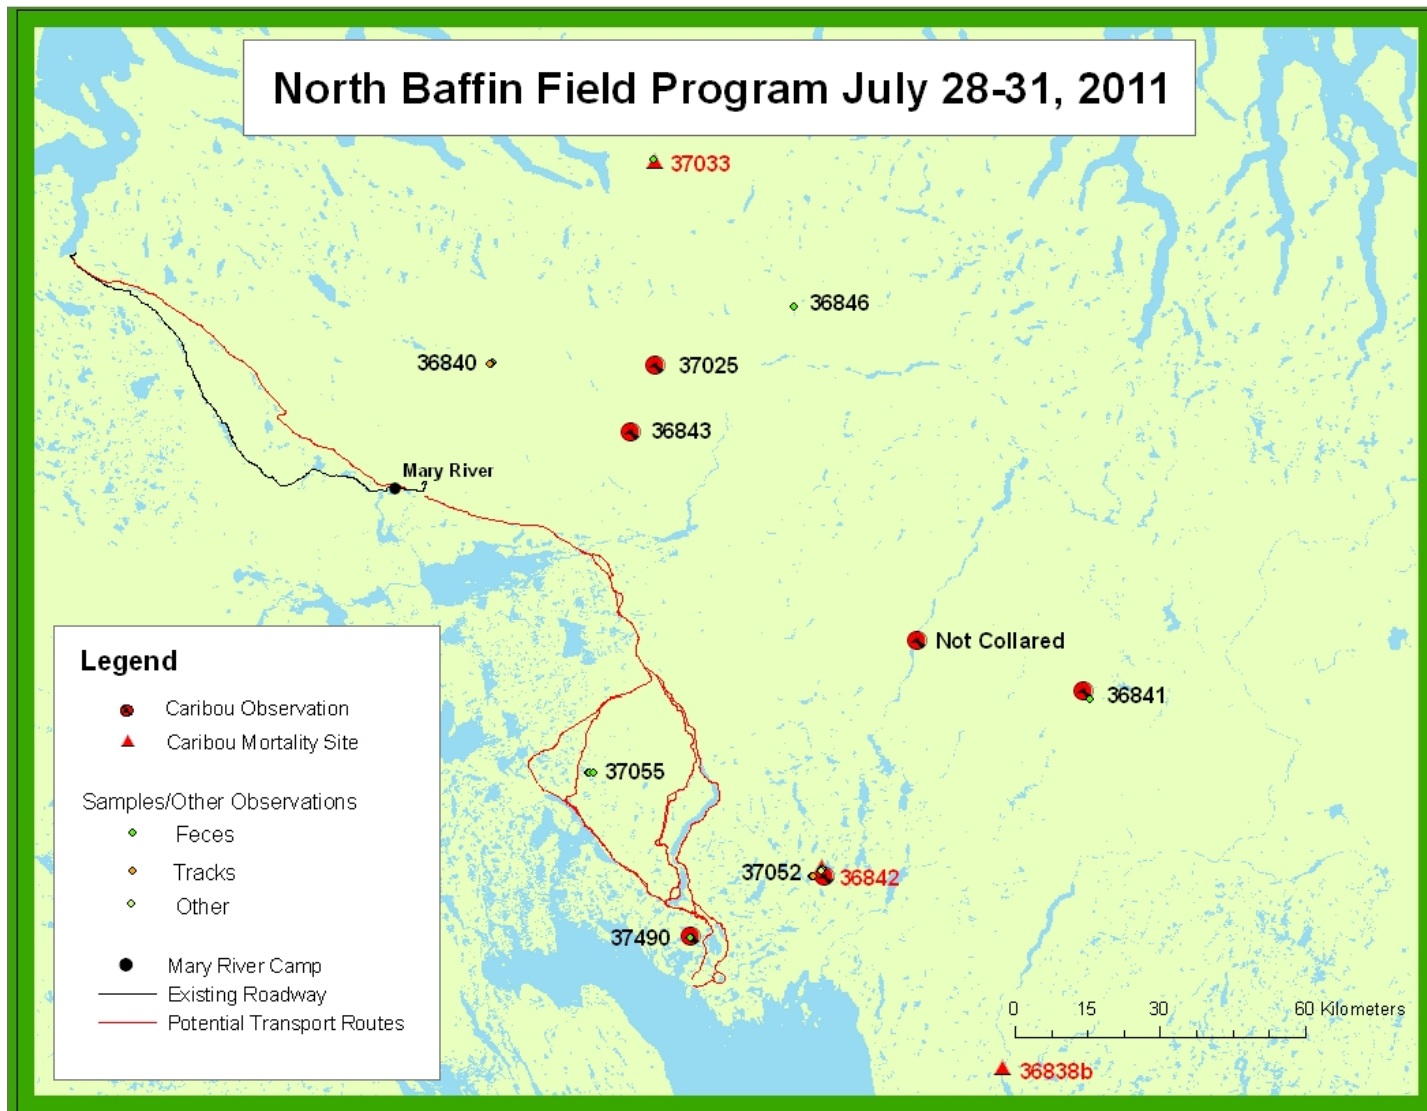 North Baffin Field Program July 28-31, 2011
37033
36846
36840
37025
36843
Mary River
Not Collared
36841
37055
37052
36842
37490
36838b
Legend
Caribou Observation
Caribou Mortality Site
Samples/Other Observations
Feces
Tracks
Other
Mary River Camp
Existing Roadway
Potential Transport Routes
0 15 30 60 Kilometers